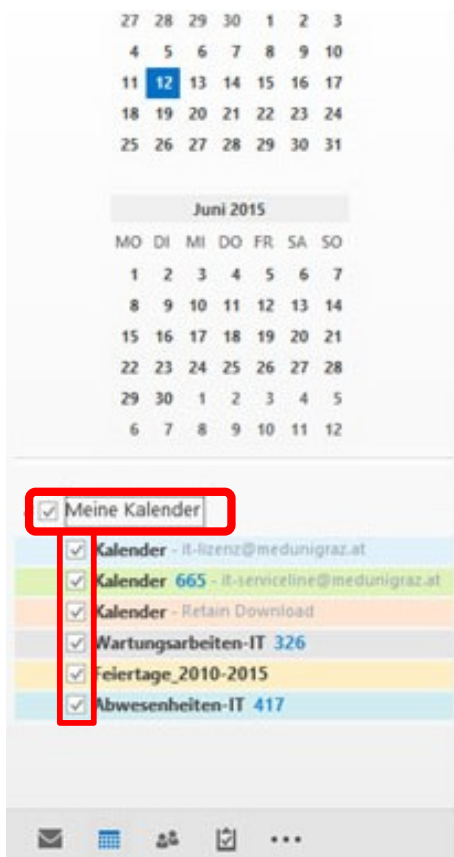 27 28 29 30 1 2 3
4 5 6 7 8 9 10
11 12 13 14 15 16 17
18 19 20 21 22 23 24
25 26 27 28 29 30 31
Juni 2015
MO DI MI DO FR SA SO
1 2 3 4 5 6 7
8 9 10 11 12 13 14
15 16 17 18 19 20 21
22 23 24 25 26 27 28
29 30 1 2 3 4 5
6 7 8 9 10 11 12
Meine Kalender
Kalender - it-lizenz@medunigraz.at
Kalender 665 - it-serviceline@medunigraz.at
Kalender - Retain Download
Wartungsarbeiten-IT 326
Feiertage_2010-2015
Abwesenheiten-IT 417